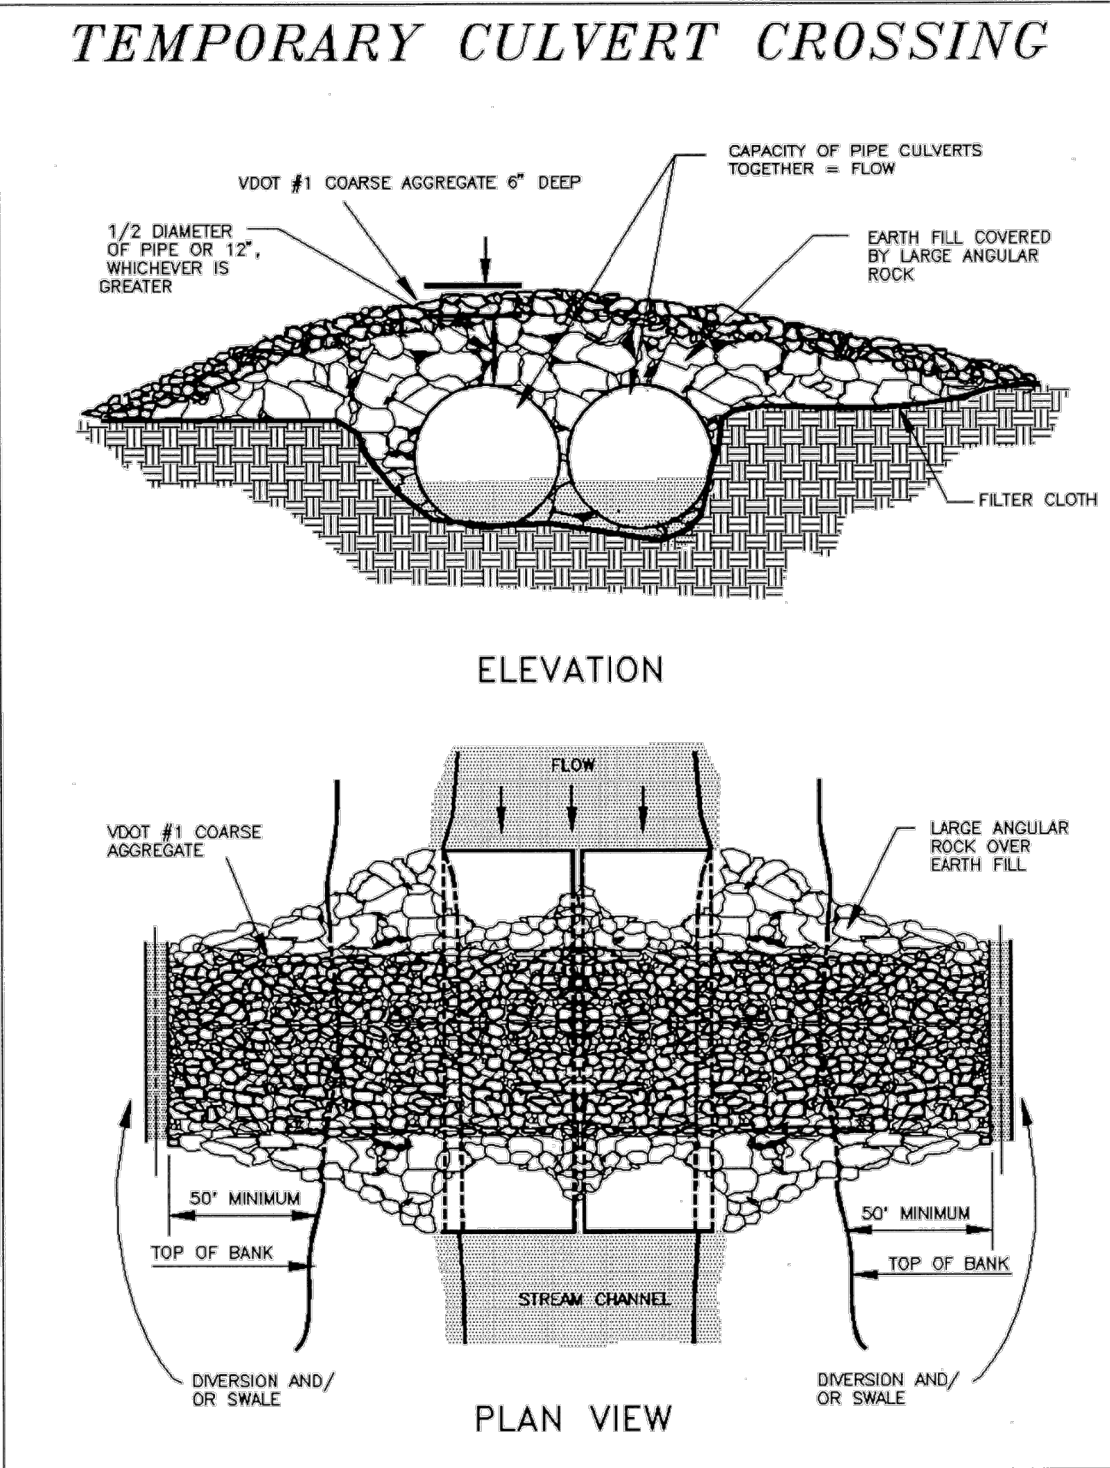 TEMPORARY CULVERT CROSSING
CAPACITY OF PIPE CULVERTS
TOGETHER = FLOW
VDOT #1 COARSE AGGREGATE 6" DEEP
1/2 DIAMETER
OF PIPE OR 12",
WHICHEVER IS
GREATER
EARTH FILL COVERED
BY LARGE ANGULAR
ROCK
FILTER CLOTH
ELEVATION
FLOW
VDOT #1 COARSE
AGGREGATE
LARGE ANGULAR
ROCK OVER
EARTH FILL
50' MINIMUM
50' MINIMUM
TOP OF BANK
TOP OF BANK
STREAM CHANNEL
DIVERSION AND/
OR SWALE
DIVERSION AND/
OR SWALE
PLAN VIEW